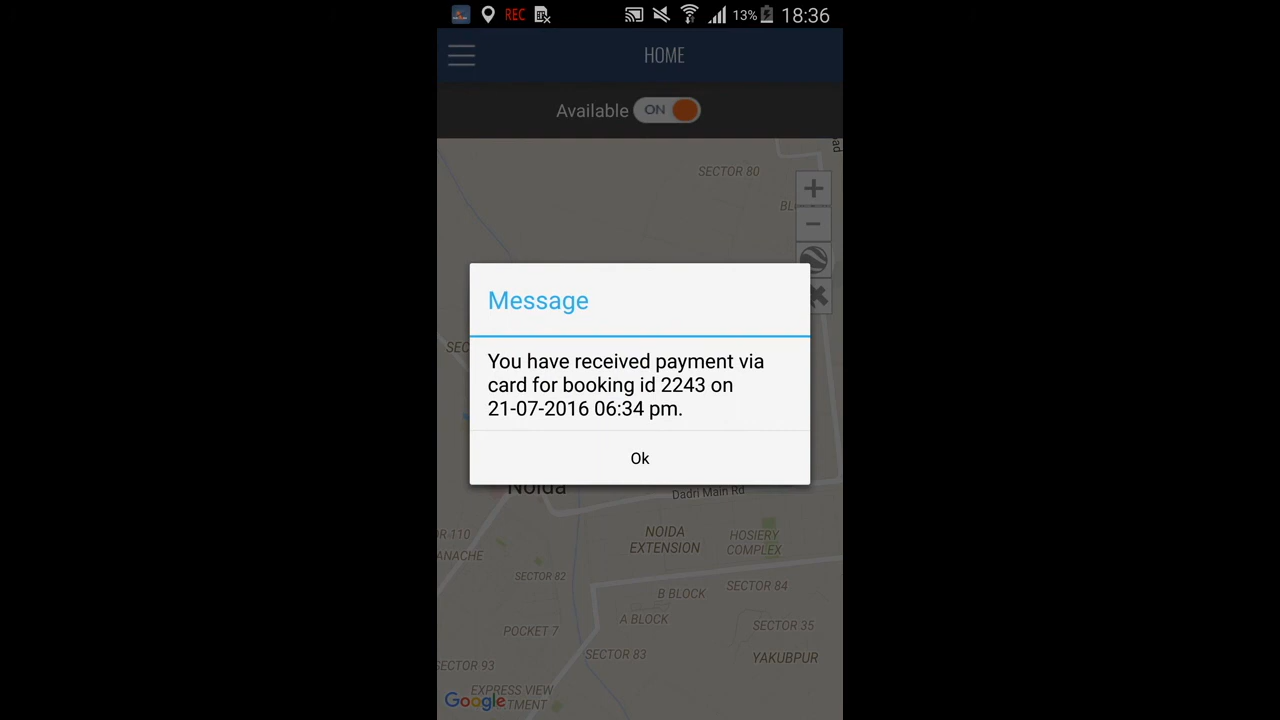 REC
13%
18:36
HOME
Available
ON
SECTOR 80
Message
You have received payment via
card for booking id 2243 on
21-07-2016 06:34 pm.
Ok
Noida
Dadri Main Rd
NOIDA
EXTENSION
HOSIERY
COMPLEX
SECTOR 82
SECTOR 84
B BLOCK
A BLOCK
POCKET 7
SECTOR 35
SECTOR 83
YAKUBPUR
SECTOR 93
EXPRESS VIEW
Google